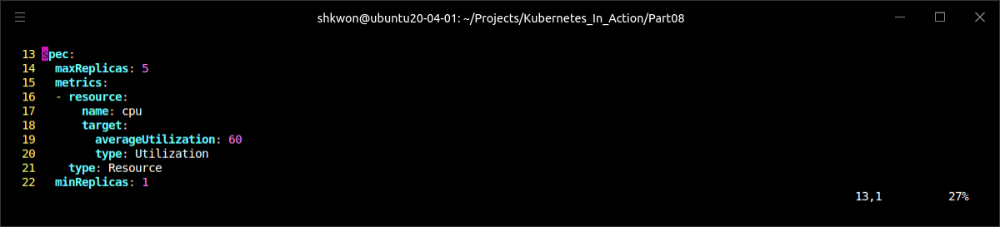 shkwon@ubuntu20-04-01: ~/Projects/Kubernetes_In_Action/Part08
13 spec:
14   maxReplicas: 5
15   metrics:
16   - resource:
17       name: cpu
18       target:
19         averageUtilization: 60
20         type: Utilization
21     type: Resource
22   minReplicas: 1
13,1 27%